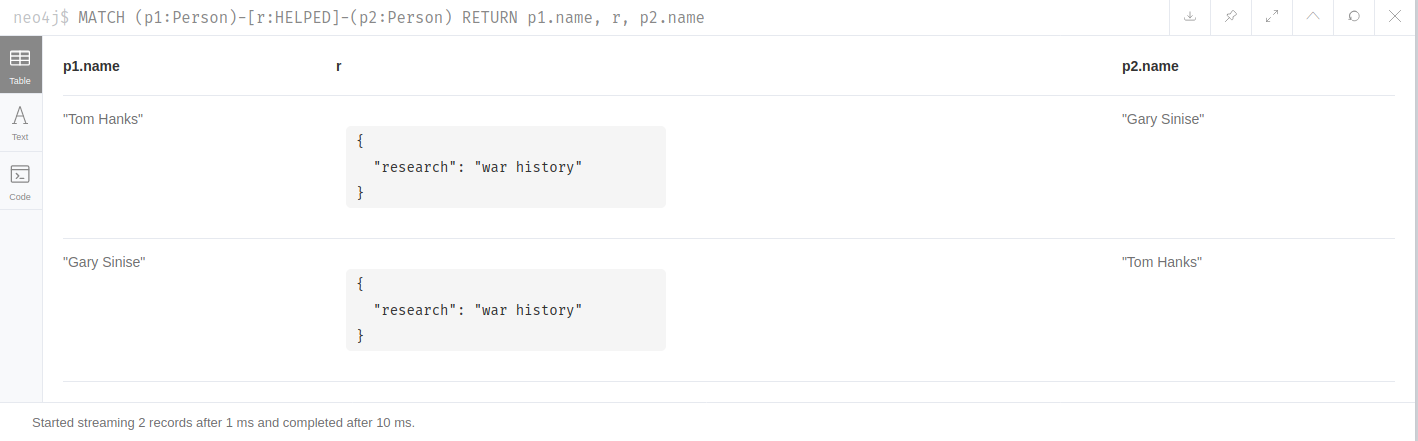 neo4j$ MATCH (p1:Person)-[r:HELPED]-(p2:Person) RETURN p1.name, r, p2.name
Table
Text
Code
p1.name r p2.name
"Tom Hanks" "Gary Sinise"
{
"research": "war history"
}
"Gary Sinise" "Tom Hanks"
{
"research": "war history"
}
Started streaming 2 records after 1 ms and completed after 10 ms.